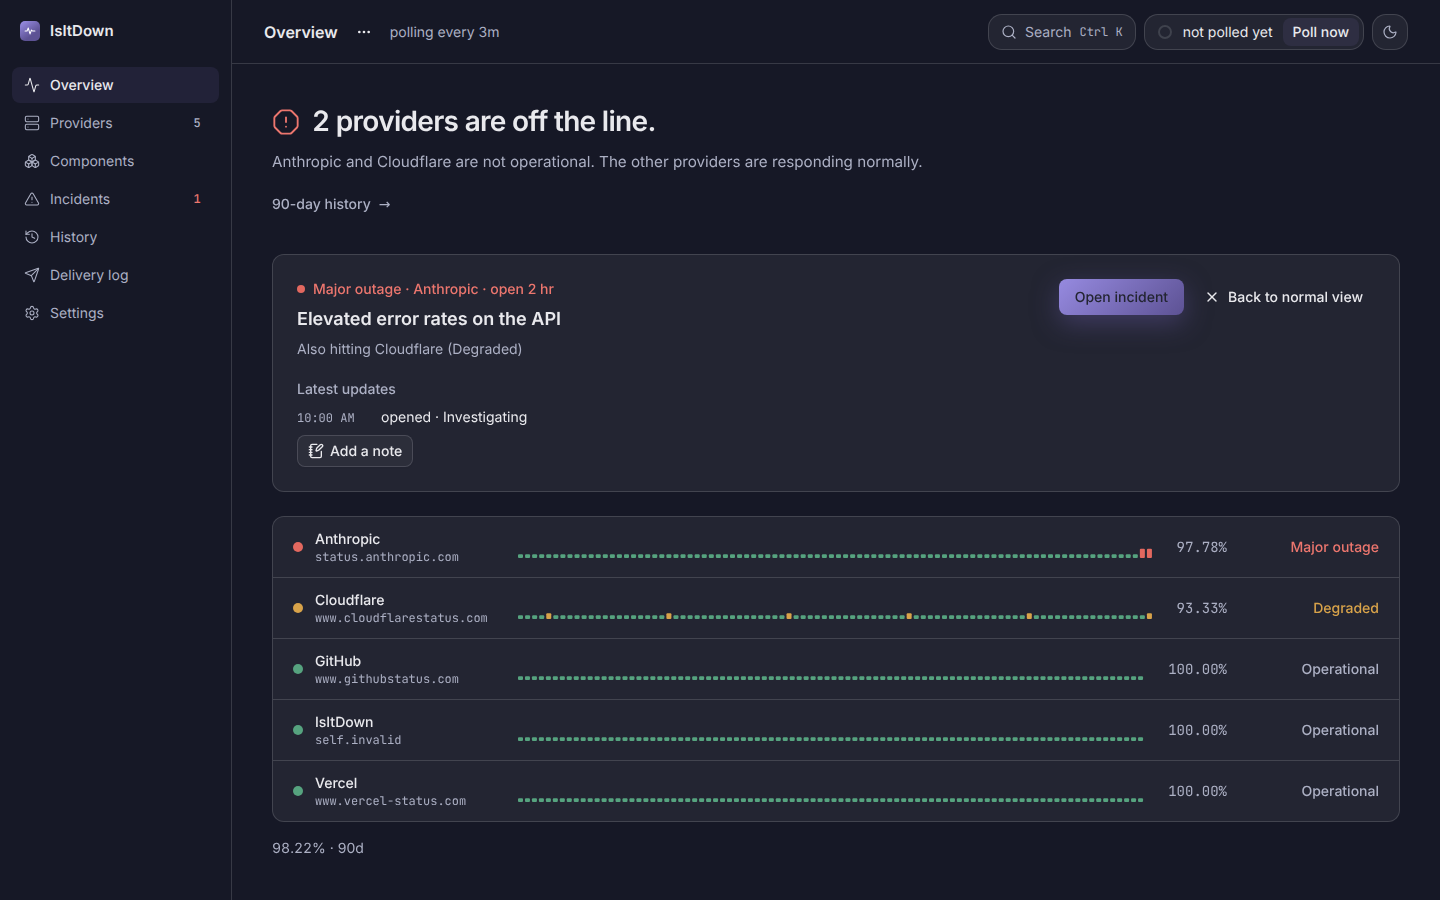 IsItDown
Overview
Providers 5
Components
Incidents 1
History
Delivery log
Settings
Overview ··· polling every 3m
Search Ctrl K
not polled yet Poll now
2 providers are off the line.
Anthropic and Cloudflare are not operational. The other providers are responding normally.
90-day history →
Major outage · Anthropic · open 2 hr
Open incident
Back to normal view
Elevated error rates on the API
Also hitting Cloudflare (Degraded)
Latest updates
10:00 AM opened · Investigating
Add a note
Anthropic
status.anthropic.com
97.78%
Major outage
Cloudflare
www.cloudflarestatus.com
93.33%
Degraded
GitHub
www.githubstatus.com
100.00%
Operational
IsItDown
self.invalid
100.00%
Operational
Vercel
www.vercel-status.com
100.00%
Operational
98.22% · 90d